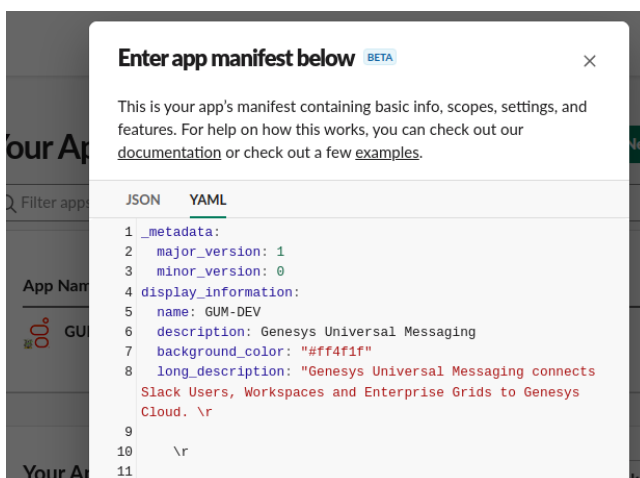 Enter app manifest below BETA
This is your app's manifest containing basic info, scopes, settings, and
features. For help on how this works, you can check out our
documentation or check out a few examples.
our Ap
Filter apps
JSON YAML
1 _metadata:
2 major_version: 1
3 minor_version: 0
4 display_information:
5 name: GUM-DEV
6 description: Genesys Universal Messaging
7 background_color: "#ff4f1f"
8 long_description: "Genesys Universal Messaging connects
Slack Users, Workspaces and Enterprise Grids to Genesys
Cloud. \r
9
10 \r
11
App Nam
GU
Your Ap